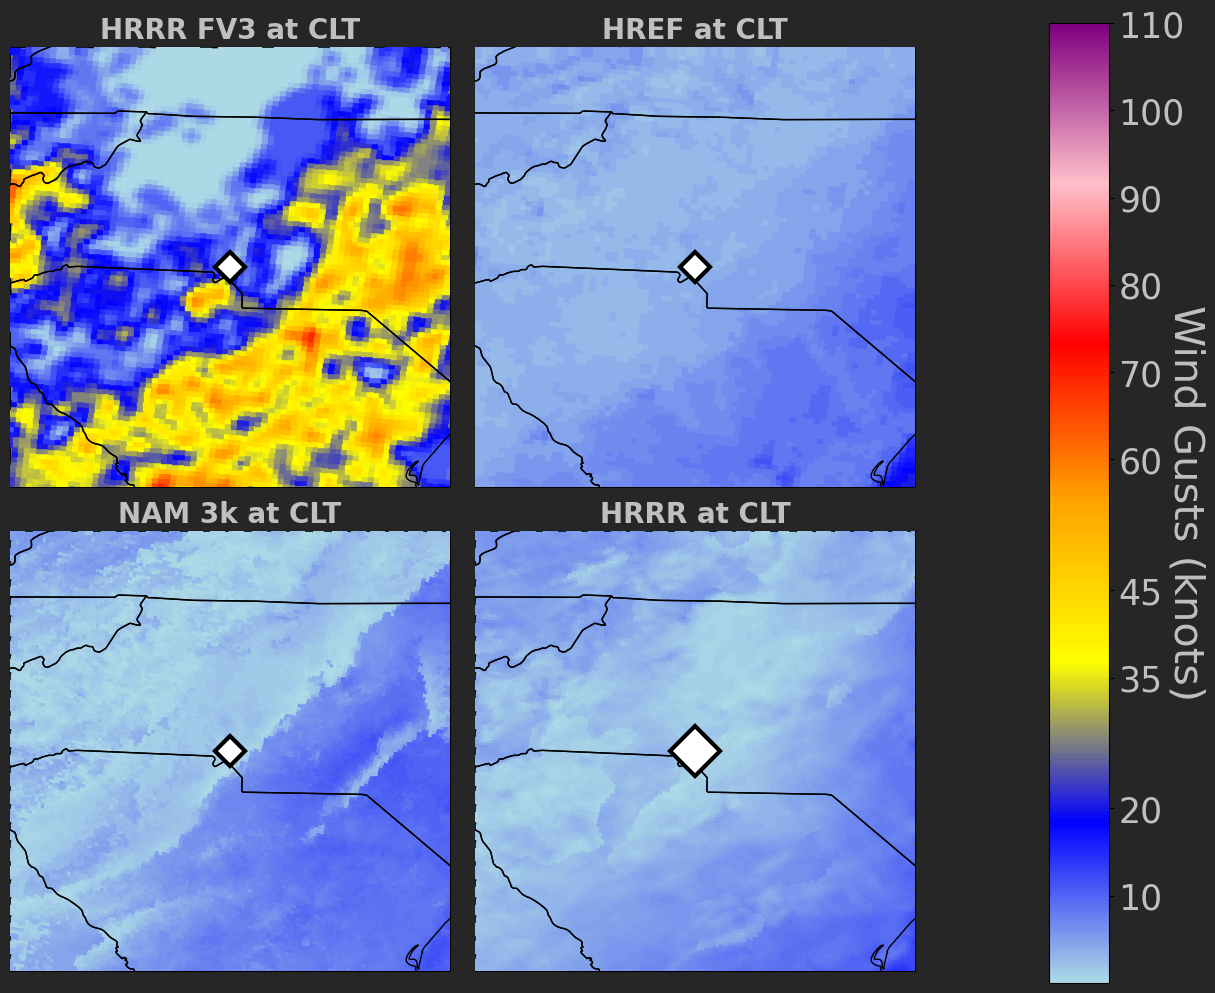 HRRR FV3 at CLT
HREF at CLT
NAM 3k at CLT
HRRR at CLT
110
100
90
80
70
60
45
35
20
10
Wind Gusts (knots)